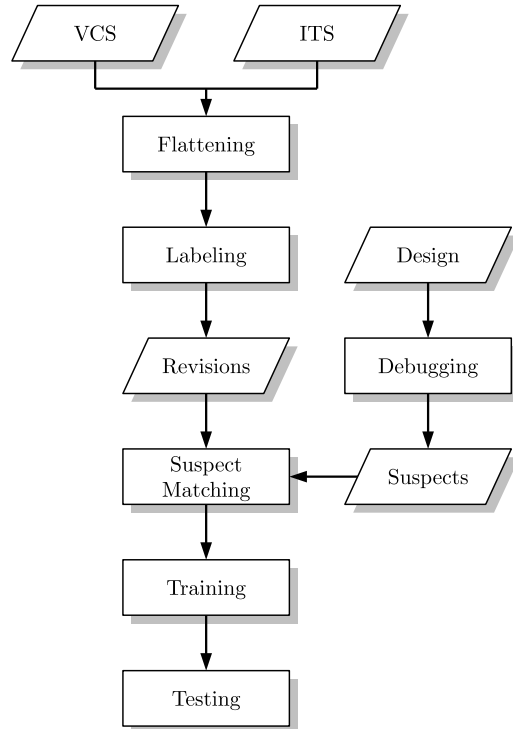 VCS
ITS
Flattening
Labeling
Design
Revisions
Debugging
Suspect
Matching
Suspects
Training
Testing